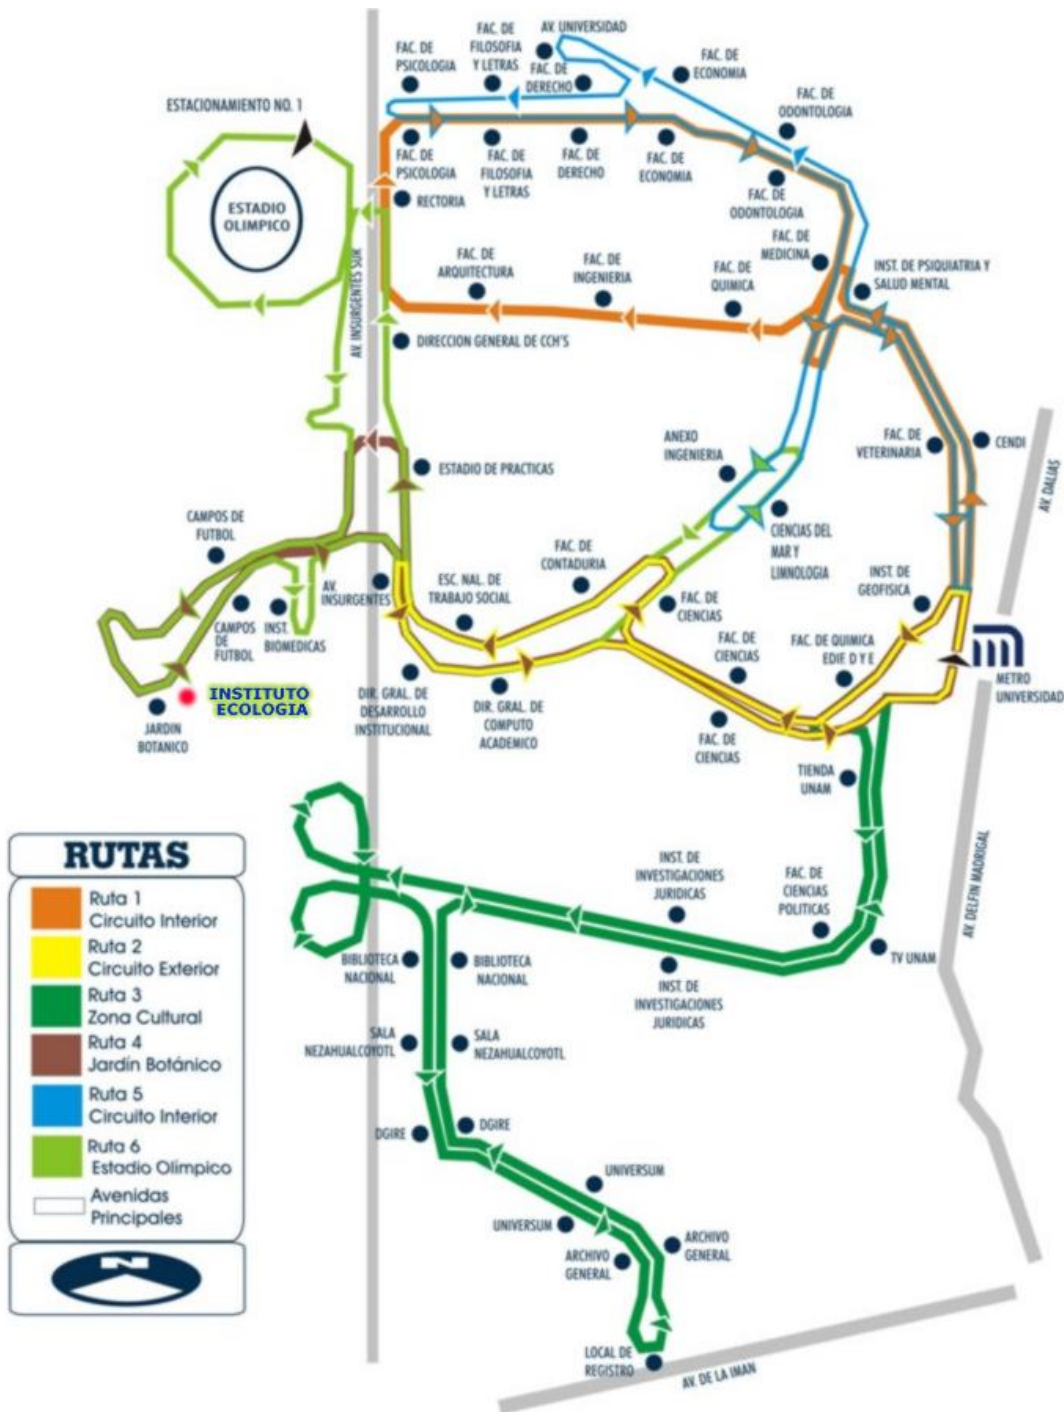 AV. UNIVERSIDAD
FAC. DE
FILOSOFIA
Y LETRAS
FAC. DE
PSICOLOGIA
FAC. DE
DERECHO
FAC. DE
ECONOMIA
FAC. DE
ODONTOLOGIA
ESTACIONAMIENTO NO. 1
ESTADIO
OLIMPICO
FAC. DE
PSICOLOGIA
FAC. DE
FILOSOFIA
Y LETRAS
FAC. DE
DERECHO
FAC. DE
ECONOMIA
FAC. DE
ODONTOLOGIA
RECTORIA
FAC. DE
ARQUITECTURA
FAC. DE
INGENIERIA
FAC. DE
QUIMICA
FAC. DE
MEDICINA
INST. DE PSIQUIATRIA Y
SALUD MENTAL
AV. INSURGENTES SUR
DIRECCION GENERAL DE CCH'S
ESTADIO DE PRACTICAS
ANEXO
INGENIERIA
FAC. DE
VETERINARIA
CENDI
AV. DALIAS
CAMPOS DE
FUTBOL
CIENCIAS DEL
MAR Y
LIMNOLOGIA
FAC. DE
CONTADURIA
ESC. NAL. DE
TRABAJO SOCIAL
INST. DE
GEOFISICA
AV.
INSURGENTES
CAMPOS
DE
FUTBOL
INST.
BIOMEDICAS
FAC. DE
CIENCIAS
FAC. DE
CIENCIAS
FAC. DE QUIMICA
EDIF. D Y E
METRO
UNIVERSIDAD
INSTITUTO
ECOLOGIA
JARDIN
BOTANICO
DIR. GRAL. DE
DESARROLLO
INSTITUCIONAL
DIR. GRAL. DE
COMPUTO
ACADEMICO
FAC. DE
CIENCIAS
TIENDA
UNAM
AV. DELFIN MADRIGAL
INST. DE
INVESTIGACIONES
JURIDICAS
FAC. DE
CIENCIAS
POLITICAS
TV UNAM
BIBLIOTECA
NACIONAL
BIBLIOTECA
NACIONAL
INST. DE
INVESTIGACIONES
JURIDICAS
SALA
NEZAHUALCOYOTL
SALA
NEZAHUALCOYOTL
DGIRE
DGIRE
UNIVERSUM
UNIVERSUM
ARCHIVO
GENERAL
ARCHIVO
GENERAL
LOCAL DE
REGISTRO
AV. DE LA IMAN
RUTAS
Ruta 1
Circuito Interior
Ruta 2
Circuito Exterior
Ruta 3
Zona Cultural
Ruta 4
Jardín Botánico
Ruta 5
Circuito Interior
Ruta 6
Estadio Olímpico
Avenidas
Principales
N